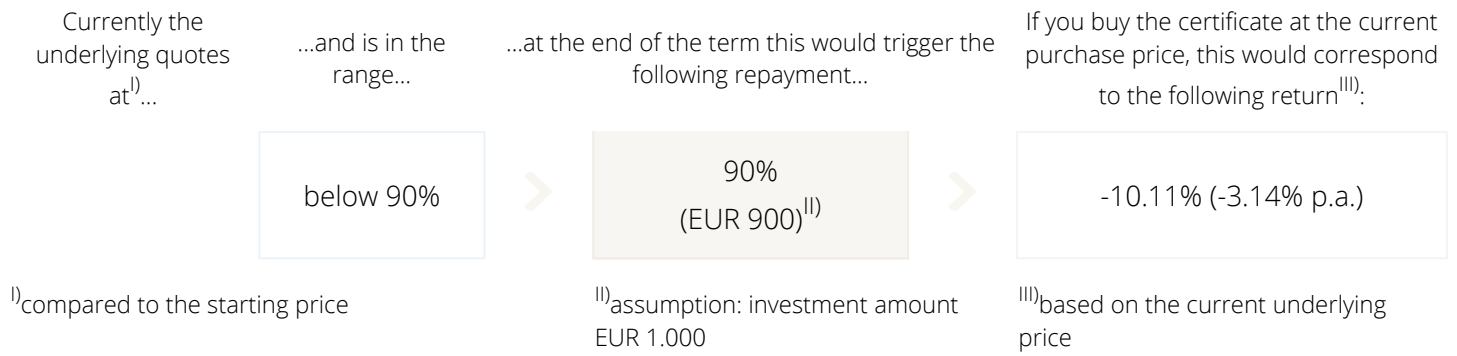 Currently the
underlying quotes
at^I)...
...and is in the
range...
...at the end of the term this would trigger the
following repayment...
If you buy the certificate at the current
purchase price, this would correspond
to the following return^III):
below 90%
90%
(EUR 900)^II)
-10.11% (-3.14% p.a.)
^I)compared to the starting price
^II)assumption: investment amount
EUR 1.000
^III)based on the current underlying
price